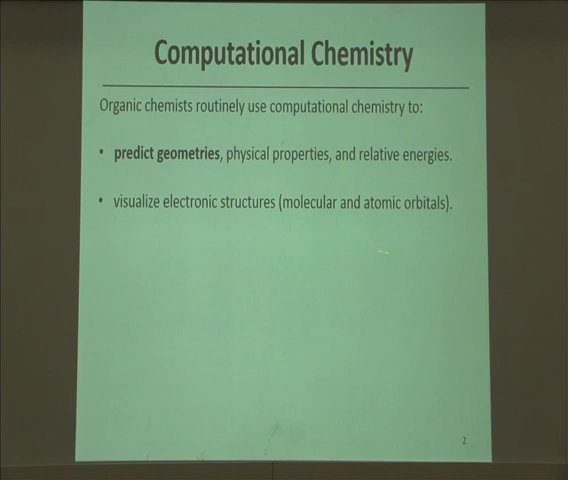 Computational Chemistry
Organic chemists routinely use computational chemistry to:
• predict geometries, physical properties, and relative energies.
• visualize electronic structures (molecular and atomic orbitals).
2